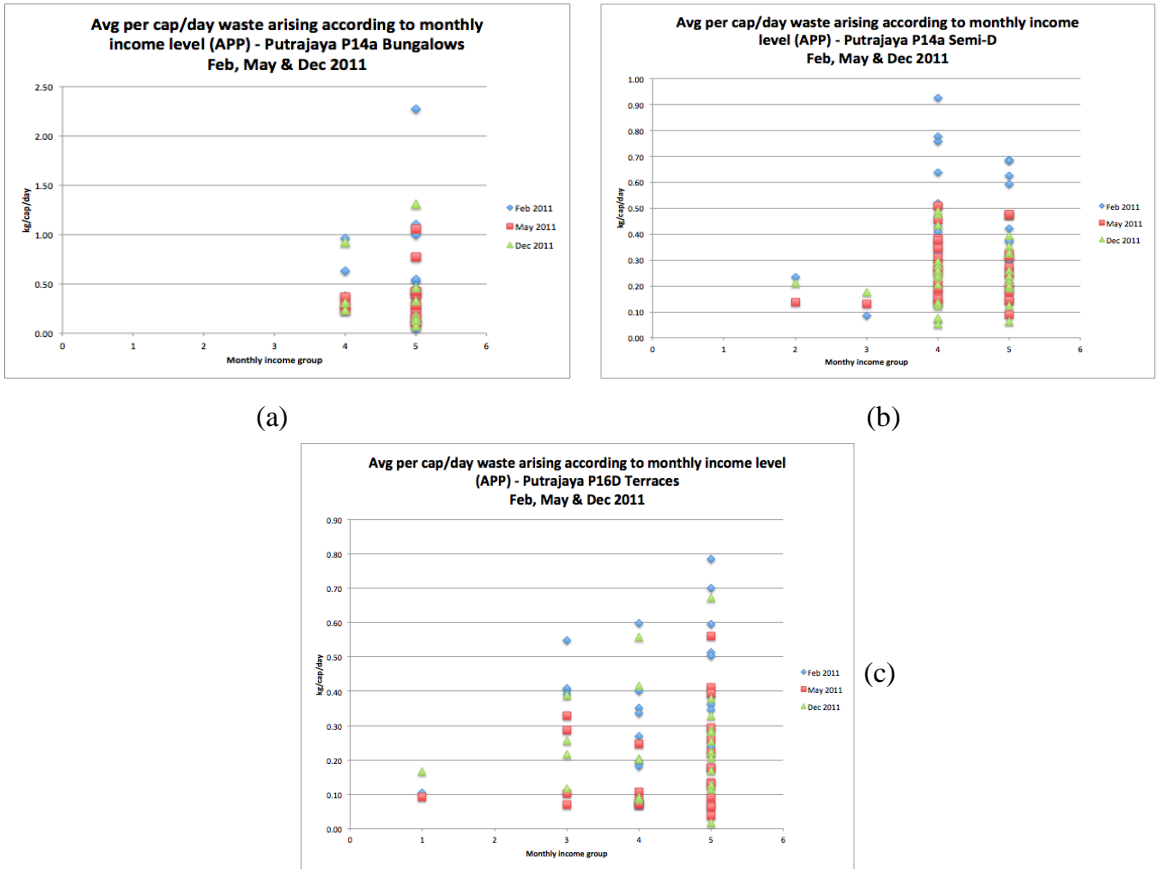 Avg per cap/day waste arising according to monthly
income level (APP) - Putrajaya P14a Bungalows
Feb, May & Dec 2011
2.50
2.00
1.50
1.00
0.50
0.00
kg/cap/day
0 1 2 3 4 5 6
Monthly income group
Feb 2011
May 2011
Dec 2011
(a)
Avg per cap/day waste arising according to monthly income
level (APP) - Putrajaya P14a Semi-D
Feb, May & Dec 2011
1.00
0.90
0.80
0.70
0.60
0.50
0.40
0.30
0.20
0.10
0.00
kg/cap/day
0 1 2 3 4 5 6
Monthy income group
Feb 2011
May 2011
Dec 2011
(b)
Avg per cap/day waste arising according to monthly income level
(APP) - Putrajaya P16D Terraces
Feb, May & Dec 2011
0.90
0.80
0.70
0.60
0.50
0.40
0.30
0.20
0.10
0.00
kg/cap/day
0 1 2 3 4 5 6
Monthly income group
Feb 2011
May 2011
Dec 2011
(c)